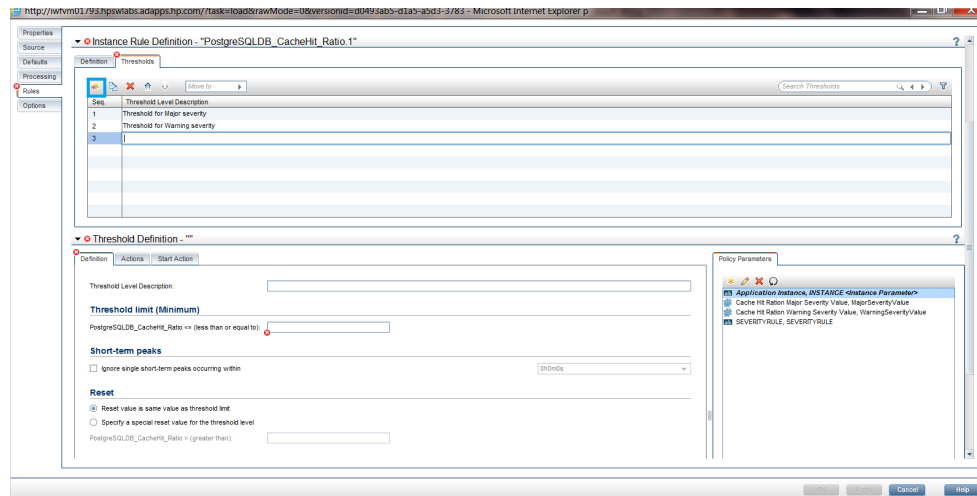 http://iwfvm01793.hpswlabs.adapps.hp.com/?task=load&rawMode=0&versionid=d0493ab5-d1a5-a5d3-3783 - Microsoft Internet Explorer p
Properties
Source
Defaults
Processing
Rules
Options
Instance Rule Definition - "PostgreSQLDB_CacheHit_Ratio.1"
?
Definition Thresholds
Move to
Search Thresholds
Seq. Threshold Level Description
1 Threshold for Major severity
2 Threshold for Warning severity
3
Threshold Definition - ""
?
Definition Actions Start Action
Threshold Level Description:
Threshold limit (Minimum)
PostgreSQLDB_CacheHit_Ratio <= (less than or equal to):
Short-term peaks
Ignore single short-term peaks occurring within
0h0m0s
Reset
Reset value is same value as threshold limit
Specify a special reset value for the threshold level
PostgreSQLDB_CacheHit_Ratio > (greater than):
Policy Parameters
Application Instance, INSTANCE <Instance Parameter>
Cache Hit Ration Major Severity Value, MajorSeverityValue
Cache Hit Ration Warning Severity Value, WarningSeverityValue
SEVERITYRULE, SEVERITYRULE
Cancel
Help